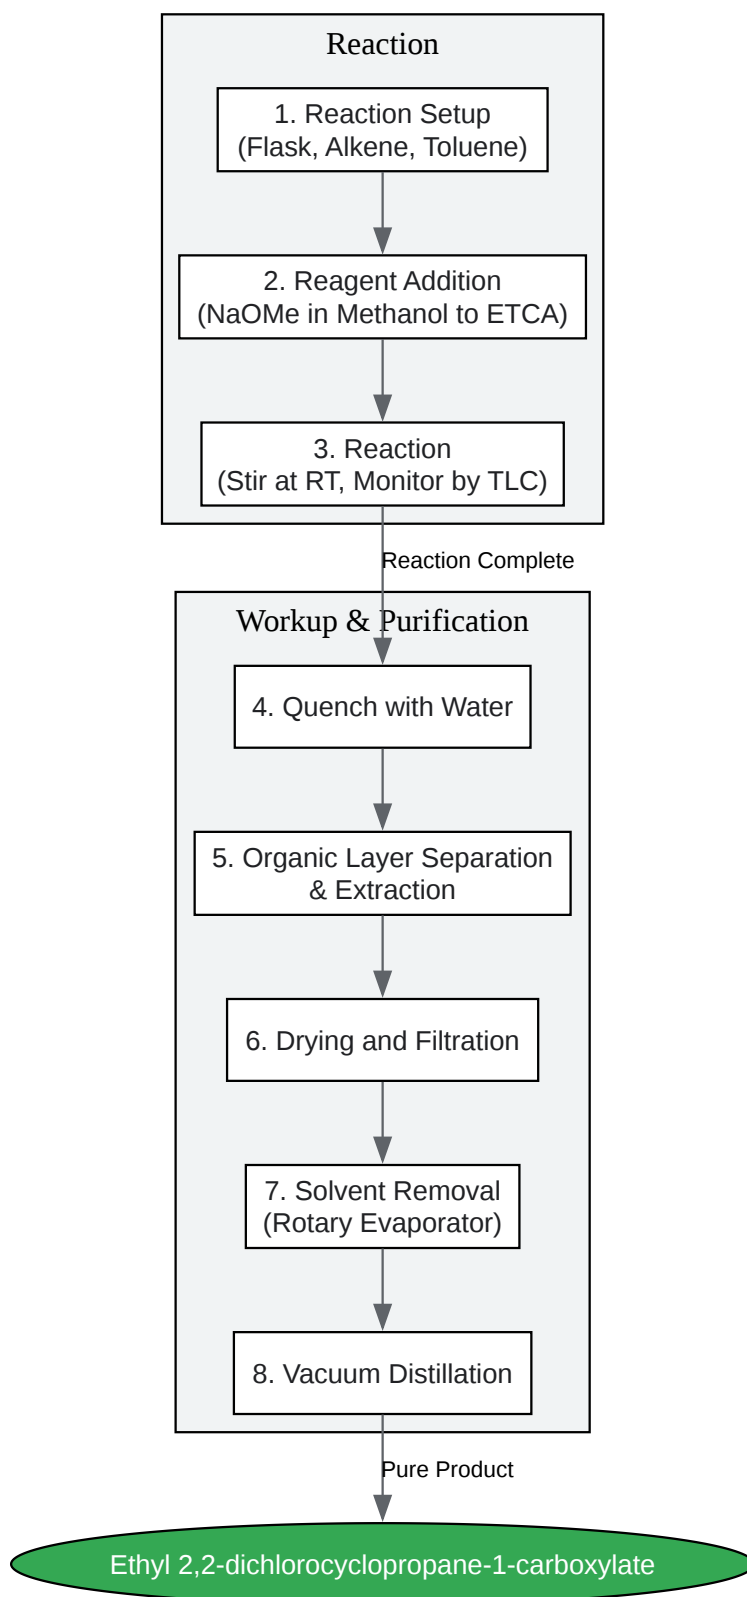 Reaction
1. Reaction Setup
(Flask, Alkene, Toluene)
2. Reagent Addition
(NaOMe in Methanol to ETCA)
3. Reaction
(Stir at RT, Monitor by TLC)
Reaction Complete
Workup & Purification
4. Quench with Water
5. Organic Layer Separation
& Extraction
6. Drying and Filtration
7. Solvent Removal
(Rotary Evaporator)
8. Vacuum Distillation
Pure Product
Ethyl 2,2-dichlorocyclopropane-1-carboxylate